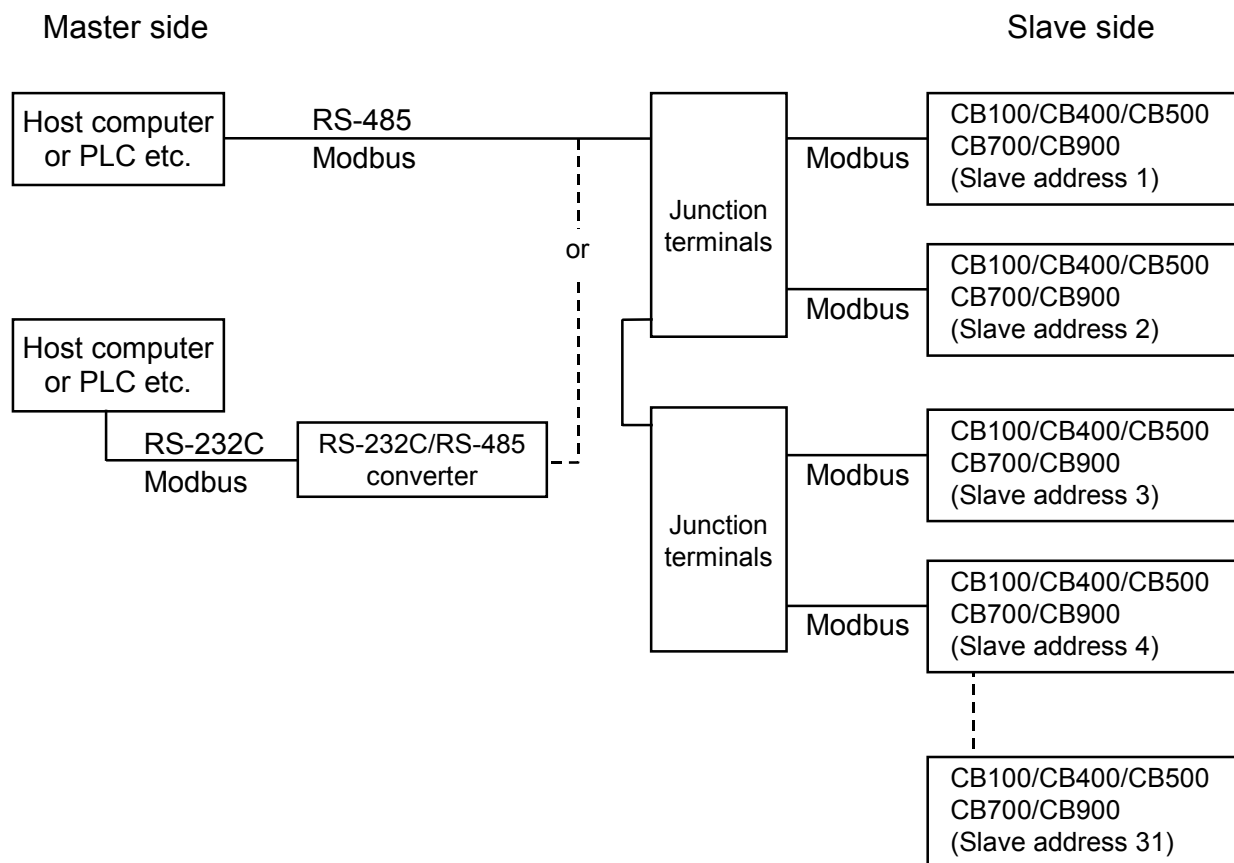 Master side
Slave side
Host computer
or PLC etc.
RS-485
Modbus
or
Host computer
or PLC etc.
RS-232C
Modbus
RS-232C/RS-485
converter
Junction
terminals
Junction
terminals
Modbus
CB100/CB400/CB500
CB700/CB900
(Slave address 1)
Modbus
CB100/CB400/CB500
CB700/CB900
(Slave address 2)
Modbus
CB100/CB400/CB500
CB700/CB900
(Slave address 3)
Modbus
CB100/CB400/CB500
CB700/CB900
(Slave address 4)
CB100/CB400/CB500
CB700/CB900
(Slave address 31)